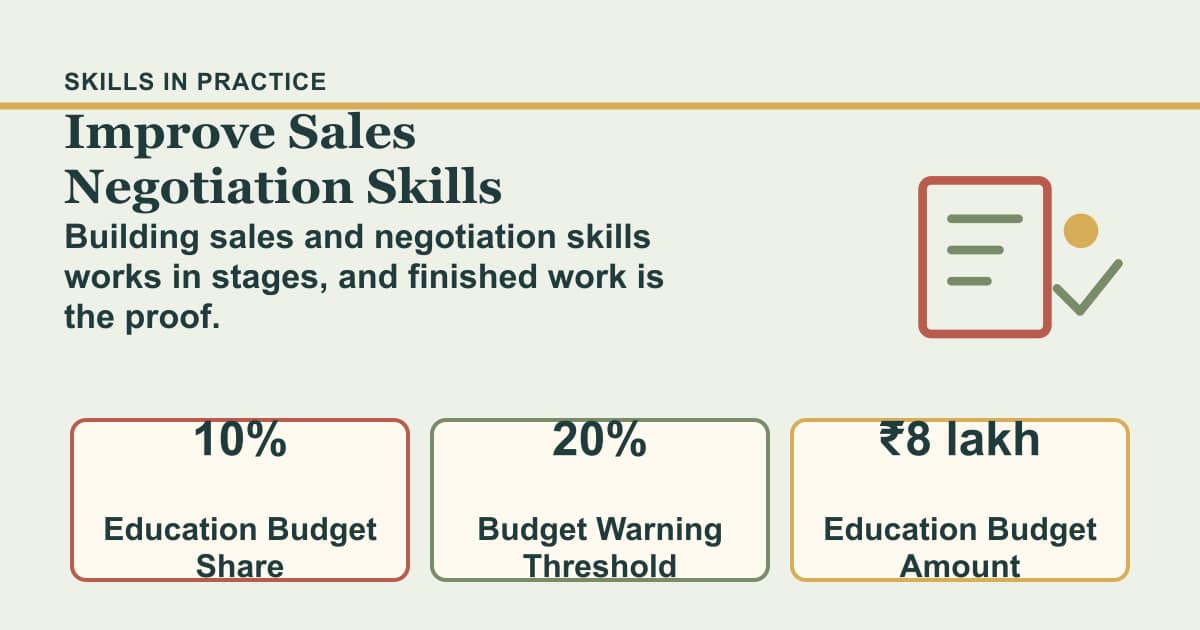 SKILLS IN PRACTICE
Improve Sales
Negotiation Skills
Building sales and negotiation skills
works in stages, and finished work is
the proof.
10%
Education Budget
Share
20%
Budget Warning
Threshold
₹8 lakh
Education Budget
Amount